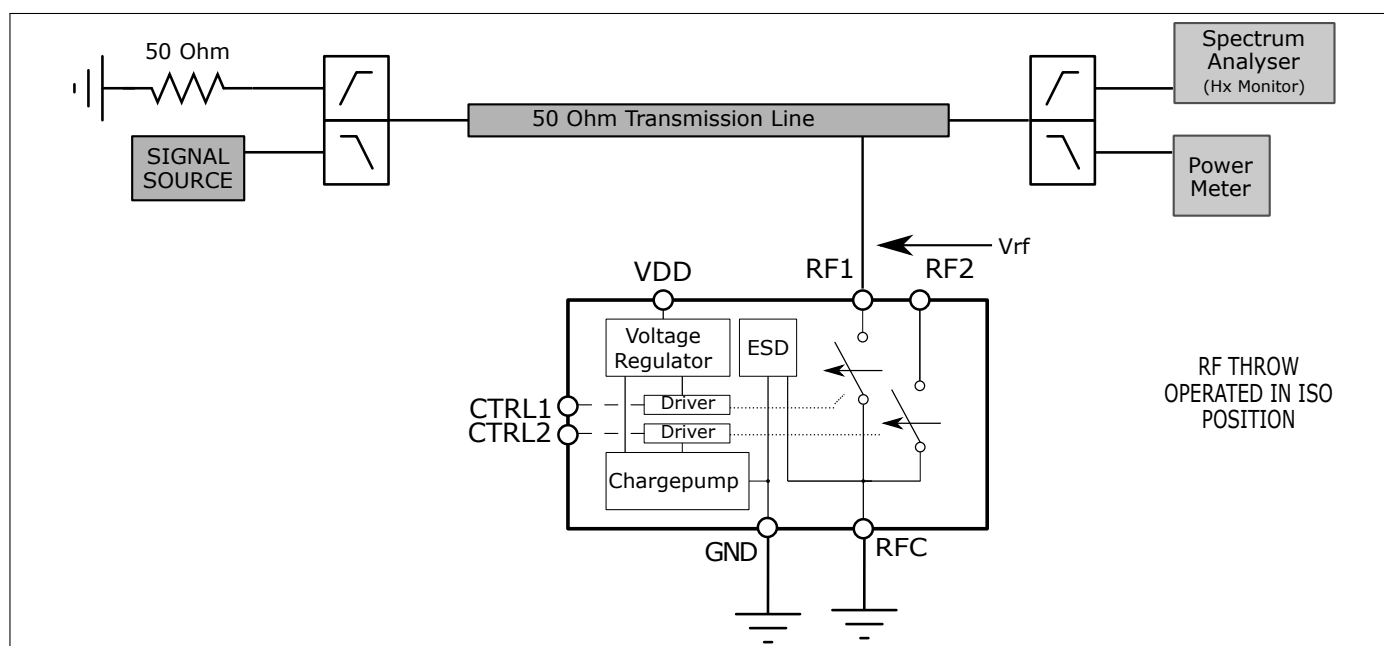 50 Ohm
SIGNAL
SOURCE
50 Ohm Transmission Line
Spectrum
Analyser
(Hx Monitor)
Power
Meter
Vrf
VDD
RF1
RF2
Voltage
Regulator
ESD
CTRL1
Driver
CTRL2
Driver
Chargepump
GND
RFC
RF THROW
OPERATED IN ISO
POSITION